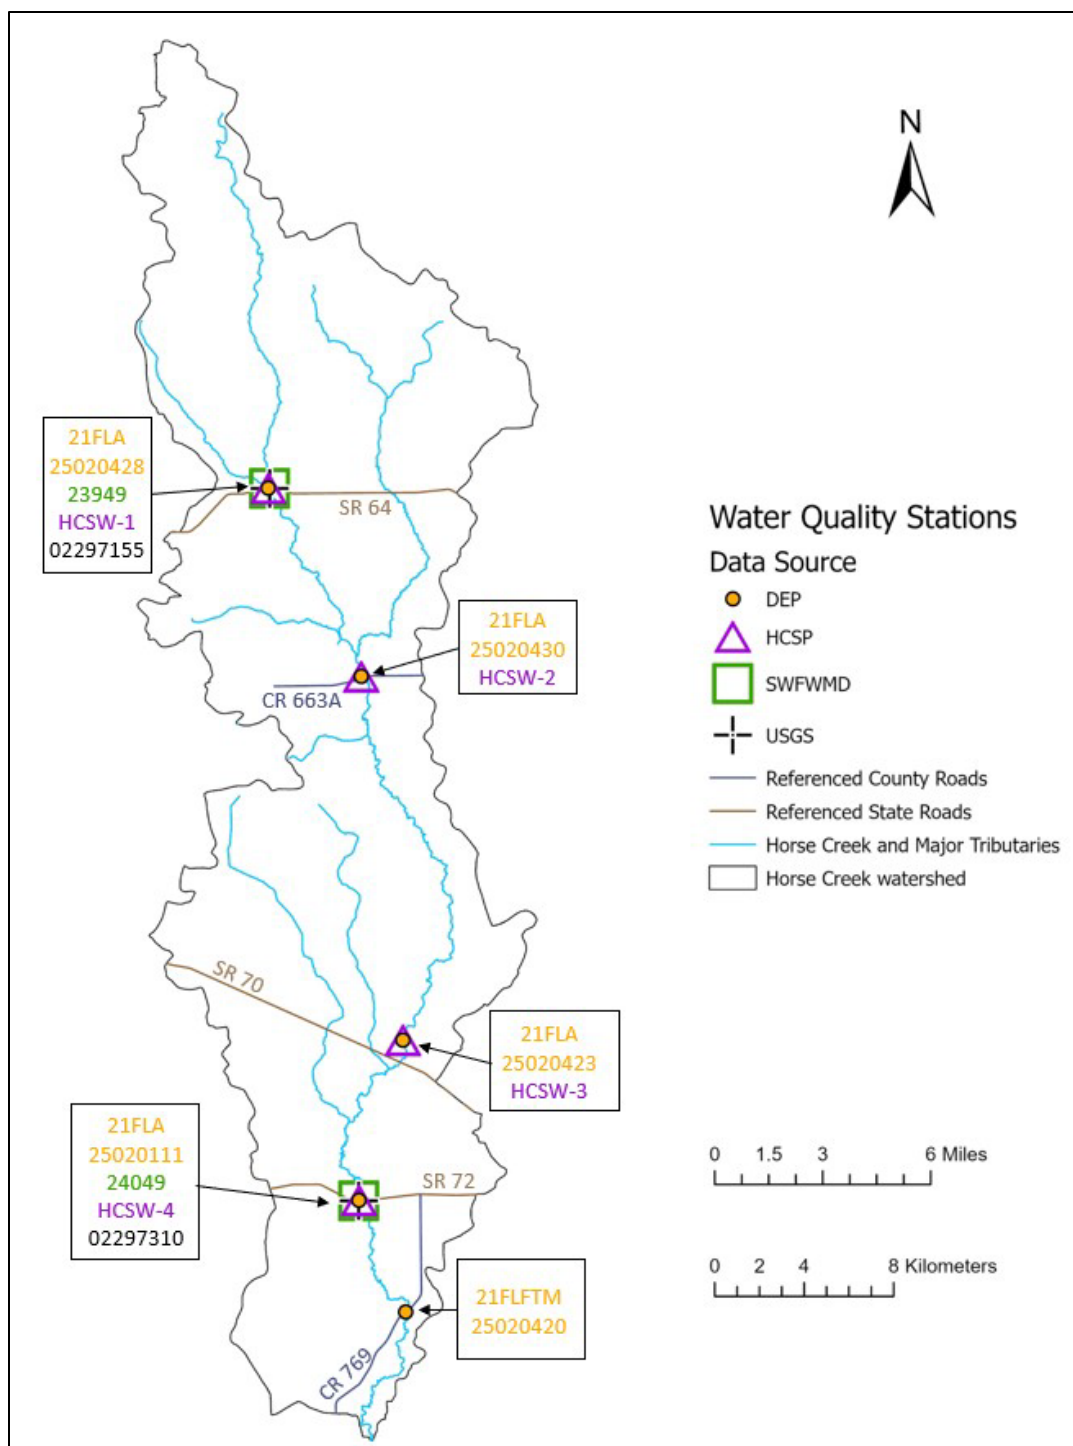 N
21FLA
25020428
23949
HCSW-1
02297155
SR 64
21FLA
25020430
HCSW-2
CR 663A
Water Quality Stations
Data Source
DEP
HCSP
SWFWMD
USGS
Referenced County Roads
Referenced State Roads
Horse Creek and Major Tributaries
Horse Creek watershed
SR 70
21FLA
25020423
HCSW-3
21FLA
25020111
24049
HCSW-4
02297310
SR 72
0 1.5 3 6 Miles
0 2 4 8 Kilometers
21FLFTM
25020420
CR 769